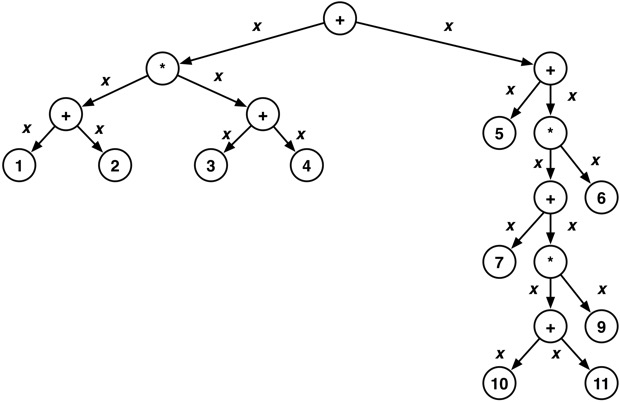 x + x
* +
x x x x
+ + 5 *
x x x x x x
1 2 3 4 + 6
x x
7 *
x x
+ 9
x x
10 11